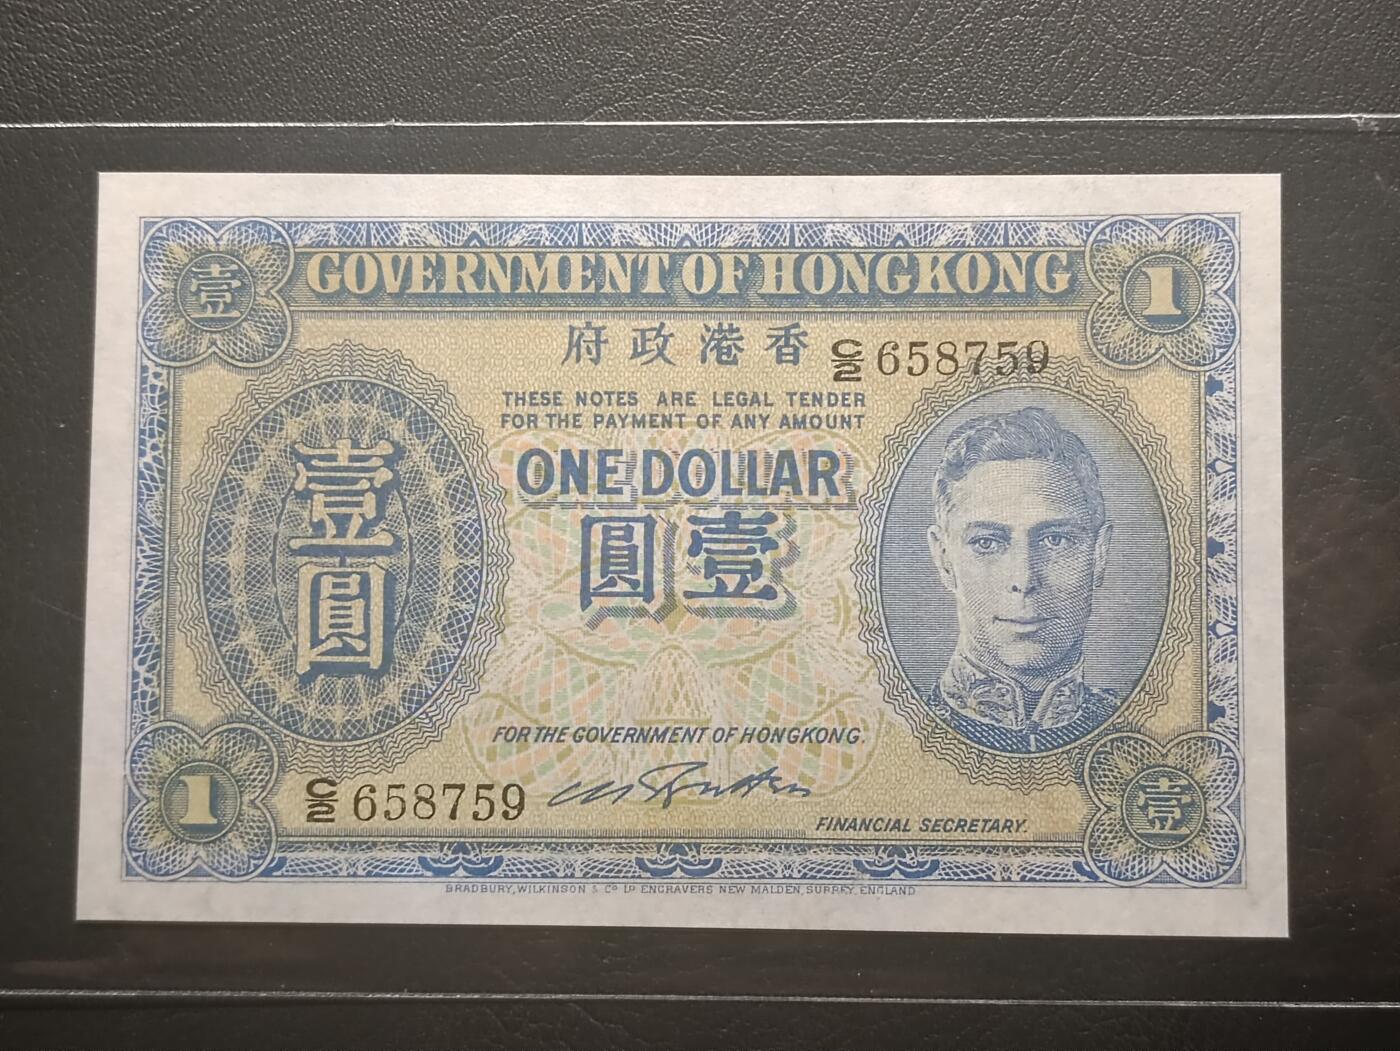 壹
GOVERNMENT OF HONGKONG
1
府政港香
C/2 658759
THESE NOTES ARE LEGAL TENDER
FOR THE PAYMENT OF ANY AMOUNT
ONE DOLLAR
圓壹
壹圓
FOR THE GOVERNMENT OF HONGKONG.
1
C/2 658759
FINANCIAL SECRETARY.
壹
BRADBURY, WILKINSON & Co LD ENGRAVERS NEW MALDEN, SURREY, ENGLAND